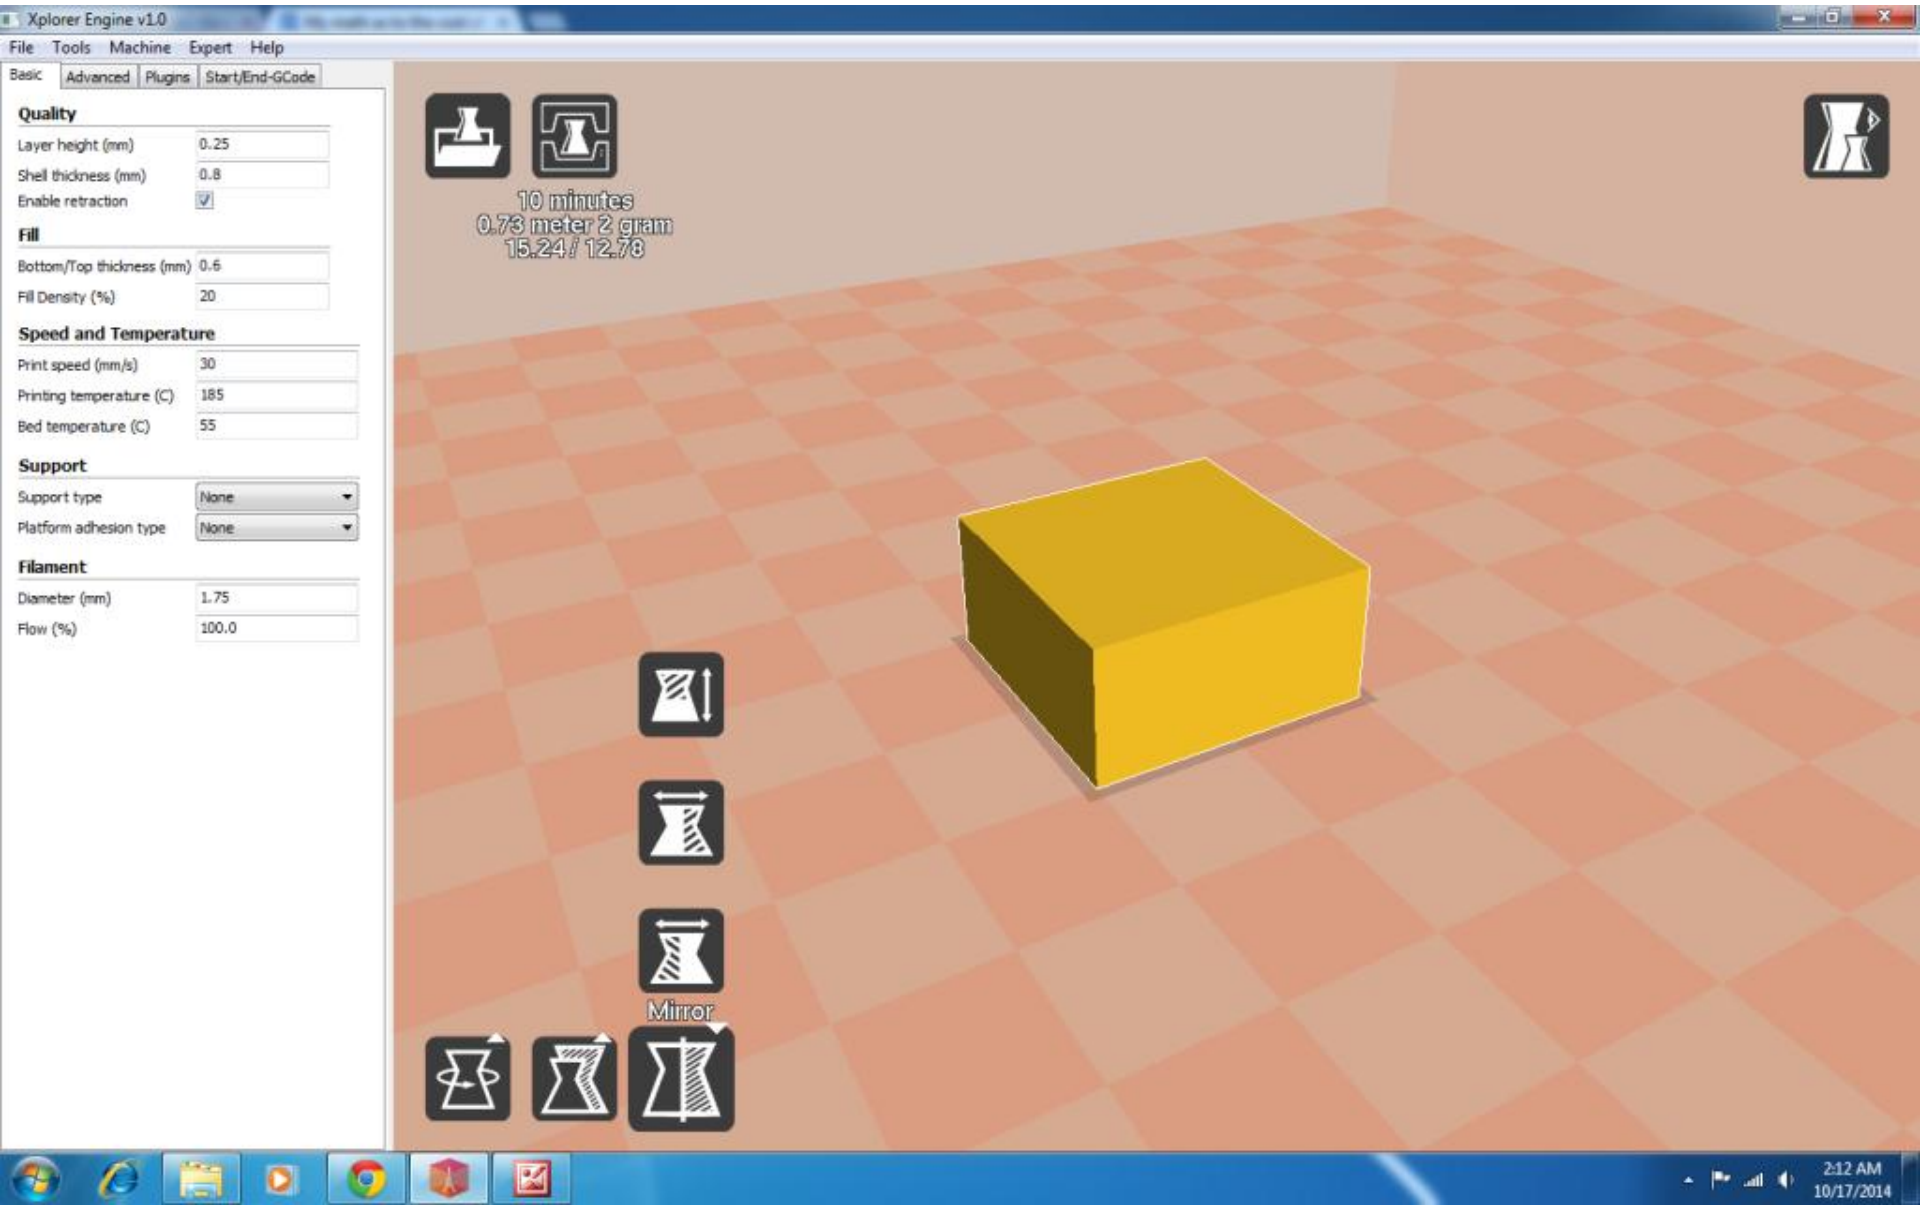 Xplorer Engine v1.0
File Tools Machine Expert Help
Basic Advanced Plugins Start/End-GCode
Quality
Layer height (mm) 0.25
Shell thickness (mm) 0.8
Enable retraction
Fill
Bottom/Top thickness (mm) 0.6
Fill Density (%) 20
Speed and Temperature
Print speed (mm/s) 30
Printing temperature (C) 185
Bed temperature (C) 55
Support
Support type None
Platform adhesion type None
Filament
Diameter (mm) 1.75
Flow (%) 100.0
10 minutes
0.73 meter 2 gram
15.24 / 12.78
Mirror
2:12 AM
10/17/2014